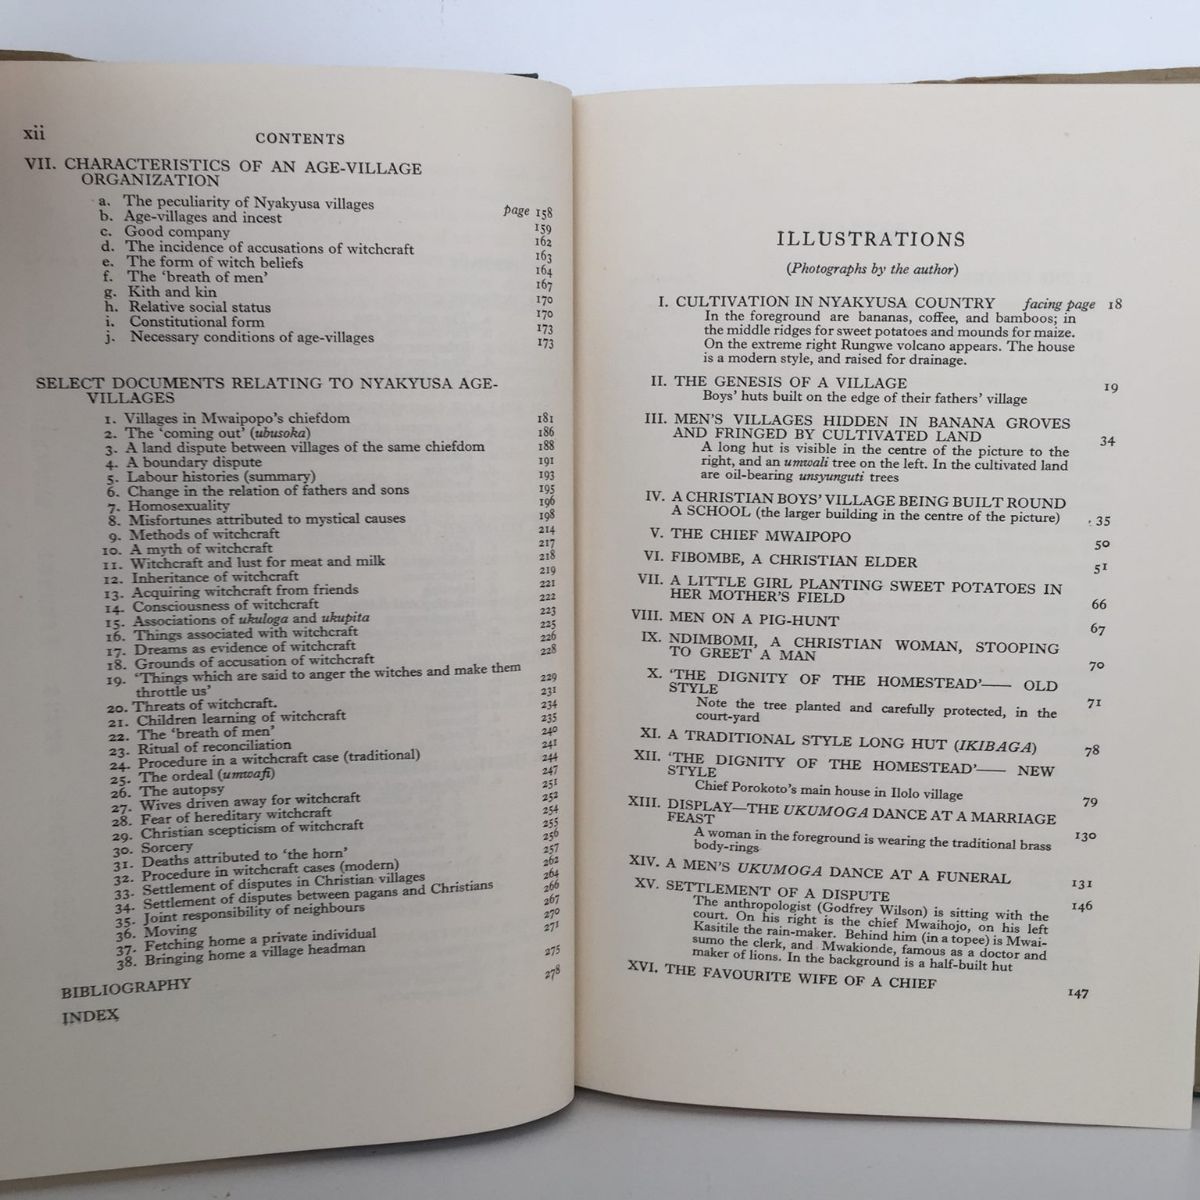 xii
CONTENTS
VII. CHARACTERISTICS OF AN AGE-VILLAGE
ORGANIZATION
a. The peculiarity of Nyakyusa villages page 158
b. Age-villages and incest 159
c. Good company 162
d. The incidence of accusations of witchcraft 163
e. The form of witch beliefs 164
f. The 'breath of men' 167
g. Kith and kin 170
h. Relative social status 170
i. Constitutional form 173
j. Necessary conditions of age-villages 173
SELECT DOCUMENTS RELATING TO NYAKYUSA AGE-
VILLAGES
1. Villages in Mwaipopo's chiefdom 181
2. The 'coming out' (ubusoka) 186
3. A land dispute between villages of the same chiefdom 188
4. A boundary dispute 191
5. Labour histories (summary) 193
6. Change in the relation of fathers and sons 195
7. Homosexuality 196
8. Misfortunes attributed to mystical causes 198
9. Methods of witchcraft 214
10. A myth of witchcraft 217
11. Witchcraft and lust for meat and milk 218
12. Inheritance of witchcraft 219
13. Acquiring witchcraft from friends 221
14. Consciousness of witchcraft 222
15. Associations of ukuloga and ukupita 223
16. Things associated with witchcraft 225
17. Dreams as evidence of witchcraft 226
18. Grounds of accusation of witchcraft 228
19. 'Things which are said to anger the witches and make them
throttle us' 229
20. Threats of witchcraft. 231
21. Children learning of witchcraft 234
22. The 'breath of men' 235
23. Ritual of reconciliation 240
24. Procedure in a witchcraft case (traditional) 241
25. The ordeal (umwafi) 244
26. The autopsy 247
27. Wives driven away for witchcraft 251
28. Fear of hereditary witchcraft 252
29. Christian scepticism of witchcraft 254
30. Sorcery 255
31. Deaths attributed to 'the horn' 256
32. Procedure in witchcraft cases (modern) 257
33. Settlement of disputes in Christian villages 262
34. Settlement of disputes between pagans and Christians 264
35. Joint responsibility of neighbours 266
36. Moving 267
37. Fetching home a private individual 270
38. Bringing home a village headman 271
BIBLIOGRAPHY 275
INDEX 278
ILLUSTRATIONS
(Photographs by the author)
I. CULTIVATION IN NYAKYUSA COUNTRY facing page 18
In the foreground are bananas, coffee, and bamboos; in
the middle ridges for sweet potatoes and mounds for maize.
On the extreme right Rungwe volcano appears. The house
is a modern style, and raised for drainage.
II. THE GENESIS OF A VILLAGE 19
Boys' huts built on the edge of their fathers' village
III. MEN'S VILLAGES HIDDEN IN BANANA GROVES
AND FRINGED BY CULTIVATED LAND 34
A long hut is visible in the centre of the picture to the
right, and an umwali tree on the left. In the cultivated land
are oil-bearing unsyunguti trees
IV. A CHRISTIAN BOYS' VILLAGE BEING BUILT ROUND
A SCHOOL (the larger building in the centre of the picture) 35
V. THE CHIEF MWAIPOPO 50
VI. FIBOMBE, A CHRISTIAN ELDER 51
VII. A LITTLE GIRL PLANTING SWEET POTATOES IN
HER MOTHER'S FIELD 66
VIII. MEN ON A PIG-HUNT 67
IX. NDIMBOMI, A CHRISTIAN WOMAN, STOOPING
TO GREET A MAN 70
X. 'THE DIGNITY OF THE HOMESTEAD'— OLD
STYLE 71
Note the tree planted and carefully protected, in the
court-yard
XI. A TRADITIONAL STYLE LONG HUT (IKIBAGA) 78
XII. 'THE DIGNITY OF THE HOMESTEAD'— NEW
STYLE
Chief Porokoto's main house in Ilolo village 79
XIII. DISPLAY—THE UKUMOGA DANCE AT A MARRIAGE
FEAST 130
A woman in the foreground is wearing the traditional brass
body-rings
XIV. A MEN'S UKUMOGA DANCE AT A FUNERAL 131
XV. SETTLEMENT OF A DISPUTE 146
The anthropologist (Godfrey Wilson) is sitting with the
court. On his right is the chief Mwaihojo, on his left
Kasitile the rain-maker. Behind him (in a topee) is Mwai-
sumo the clerk, and Mwakionde, famous as a doctor and
maker of lions. In the background is a half-built hut
XVI. THE FAVOURITE WIFE OF A CHIEF 147